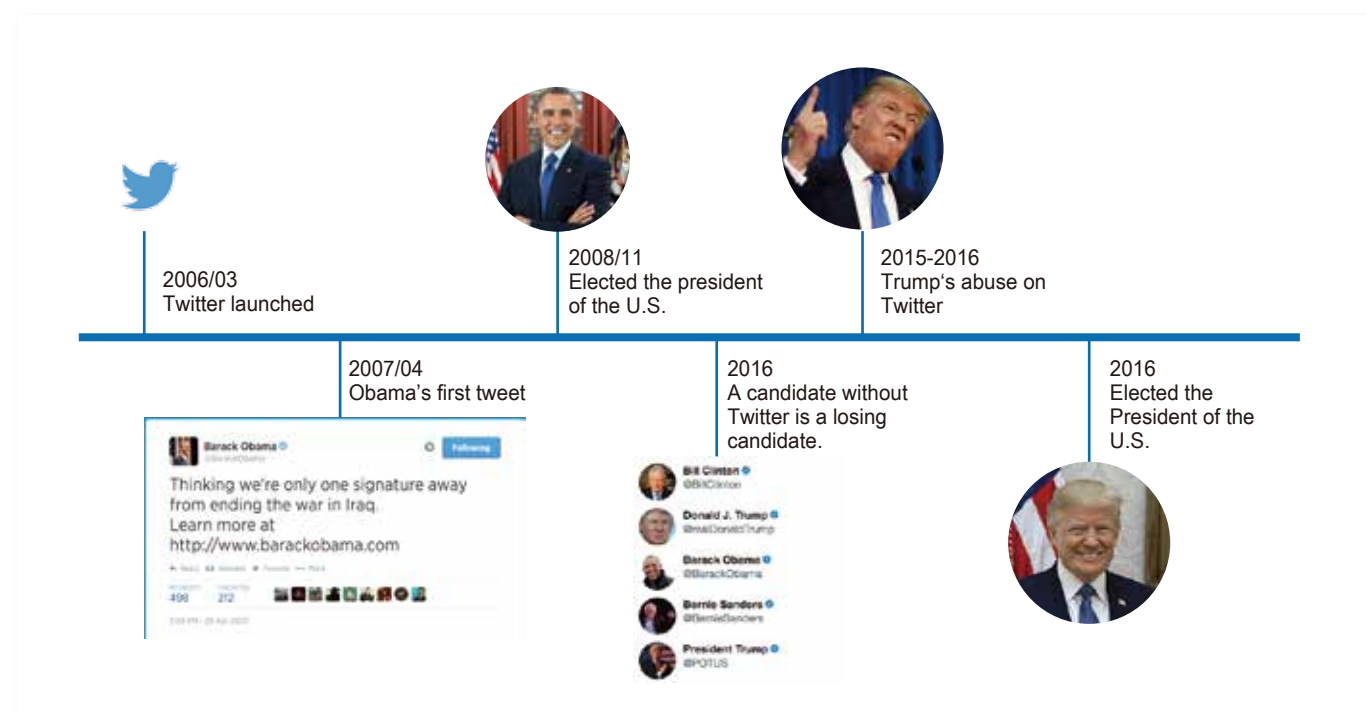 2006/03
Twitter launched
2008/11
Elected the president
of the U.S.
2015-2016
Trump‘s abuse on
Twitter
2007/04
Obama’s first tweet
Barack Obama
Following
Thinking we're only one signature away
from ending the war in Iraq.
Learn more at
http://www.barackobama.com
498 212
2016
A candidate without
Twitter is a losing
candidate.
Bill Clinton
@BillClinton
Donald J. Trump
@realDonaldTrump
Barack Obama
@BarackObama
Bernie Sanders
@BernieSanders
President Trump
@POTUS
2016
Elected the
President of the
U.S.